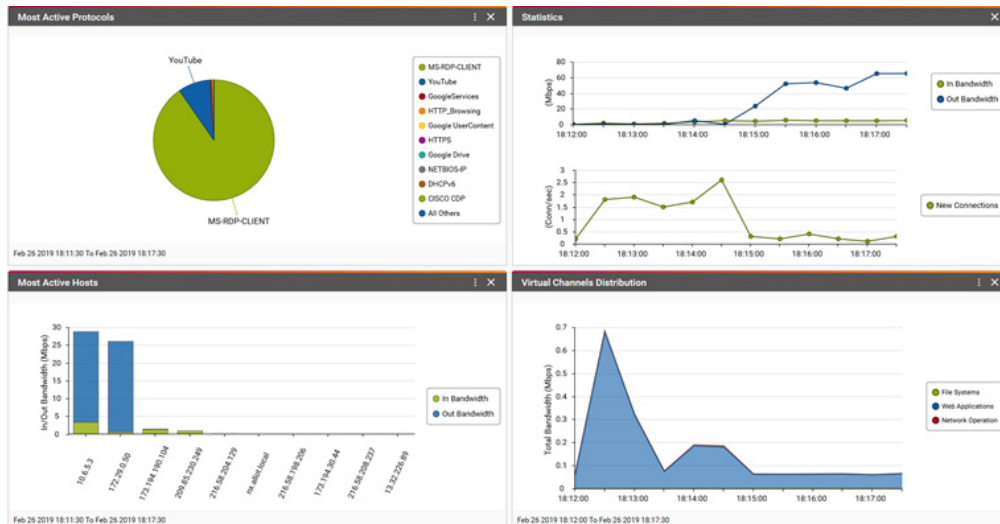 Most Active Protocols
YouTube
MS-RDP-CLIENT
MS-RDP-CLIENT
YouTube
GoogleServices
HTTP_Browsing
Google UserContent
HTTPS
Google Drive
NETBIOS-IP
DHCPv6
CISCO CDP
All Others
Feb 26 2019 18:11:30 To Feb 26 2019 18:17:30
Statistics
(Mbps)
80
60
40
20
0
18:12:00 18:13:00 18:14:00 18:15:00 18:16:00 18:17:00
In Bandwidth
Out Bandwidth
(Conn/sec)
3
2.5
2
1.5
1
0.5
0
18:12:00 18:13:00 18:14:00 18:15:00 18:16:00 18:17:00
New Connections
Most Active Hosts
In/Out Bandwidth (Mbps)
30
25
20
15
10
5
0
10.6.5.3
172.29.0.50
173.194.190.104
209.85.230.249
216.58.204.129
nx.allot.local
216.58.198.206
173.194.30.44
216.58.208.237
13.32.226.89
In Bandwidth
Out Bandwidth
Feb 26 2019 18:11:30 To Feb 26 2019 18:17:30
Virtual Channels Distribution
Total Bandwidth (Mbps)
0.7
0.6
0.5
0.4
0.3
0.2
0.1
0
18:12:00 18:13:00 18:14:00 18:15:00 18:16:00 18:17:00
File Systems
Web Applications
Network Operation
Feb 26 2019 18:12:00 To Feb 26 2019 18:17:30